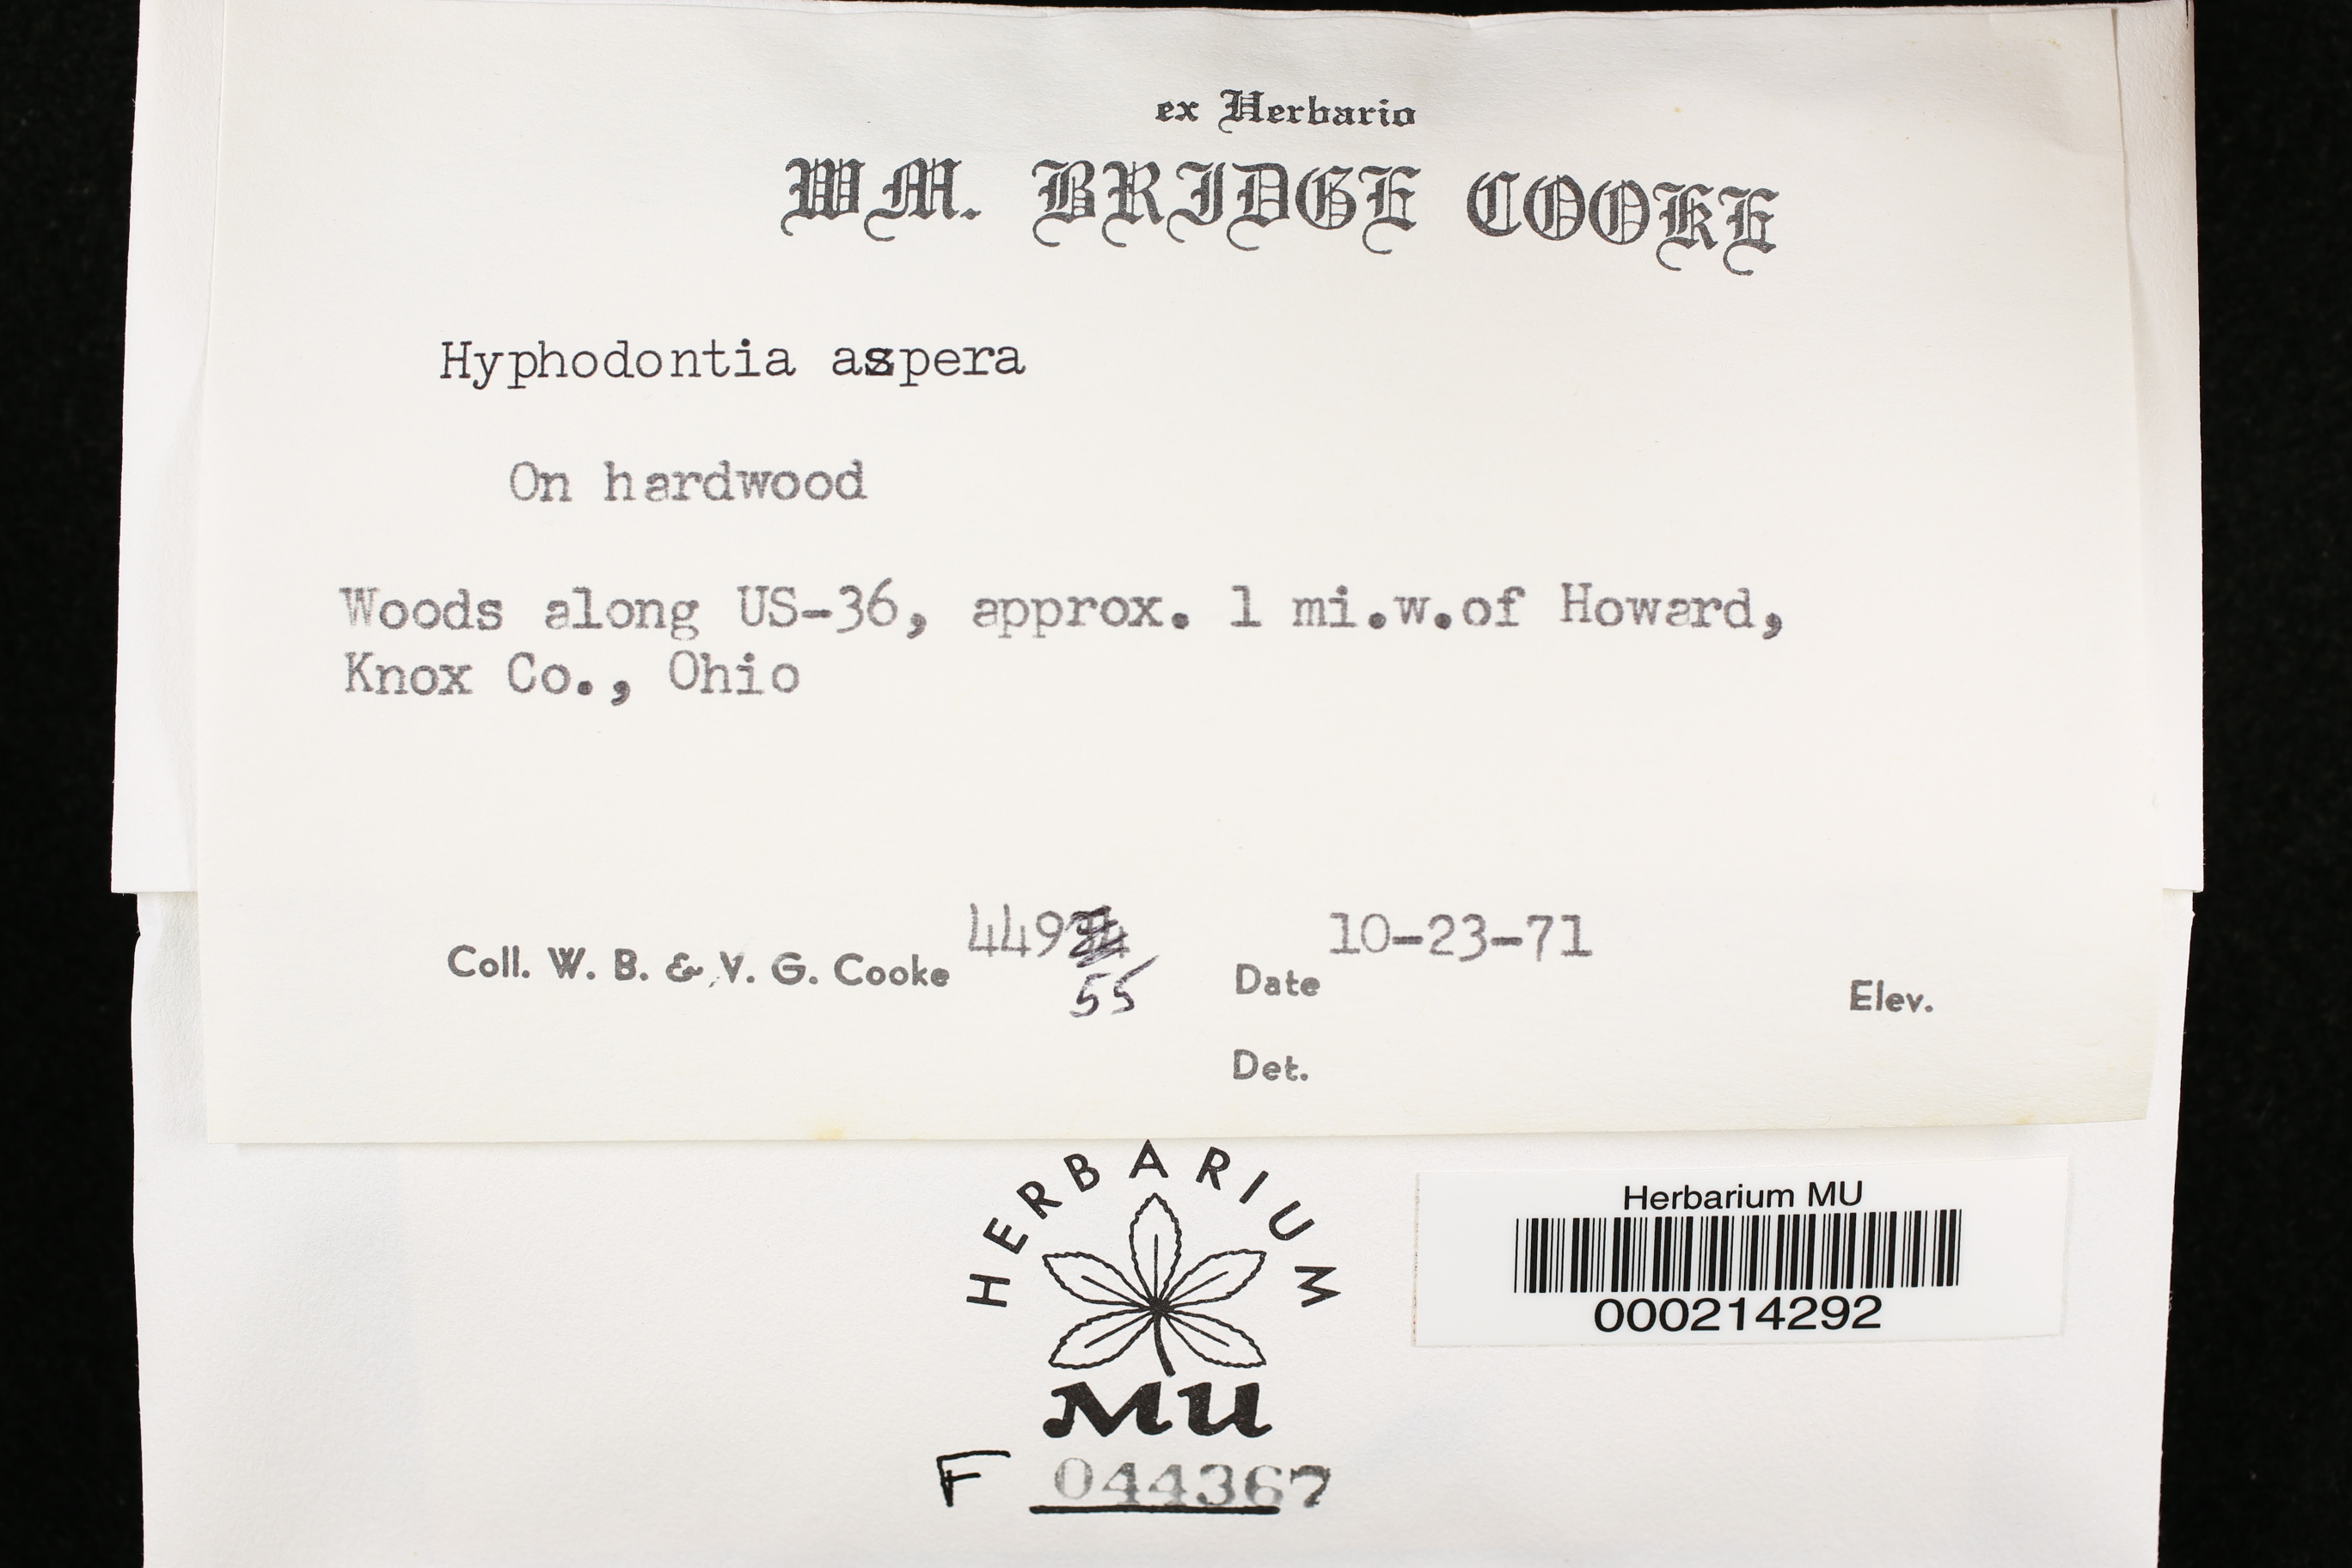 ex Herbario
WM. BRIDGE COOKE
Hyphodontia aspera
On hardwood
Woods along US-36, approx. 1 mi.w.of Howard,
Knox Co., Ohio
Coll. W. B. & V. G. Cooke 449
55
Date 10-23-71
Elev.
Det.
HERBARIUM
MU
F 044367
Herbarium MU
000214292